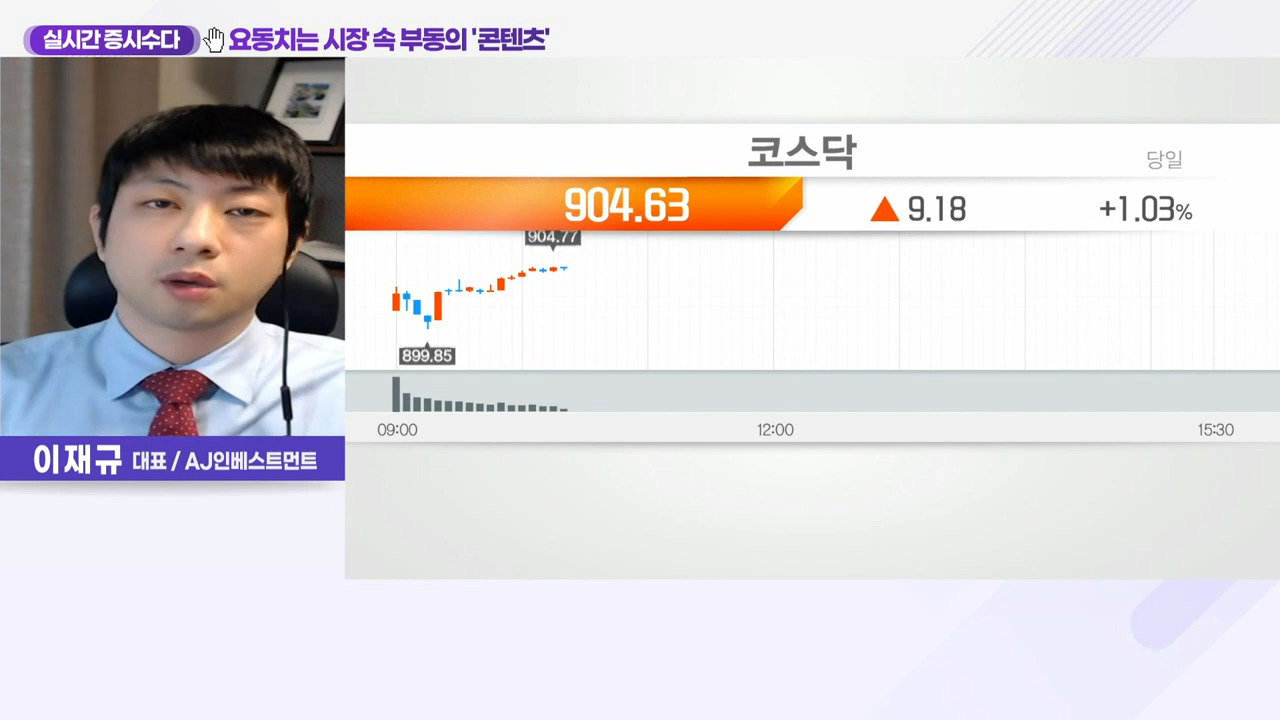 실시간 증시수다 요동치는 시장 속 부동의 '콘텐츠'
코스닥
당일
904.63 ▲ 9.18 +1.03%
904.77
899.85
09:00 12:00 15:30
이재규 대표 / AJ인베스트먼트